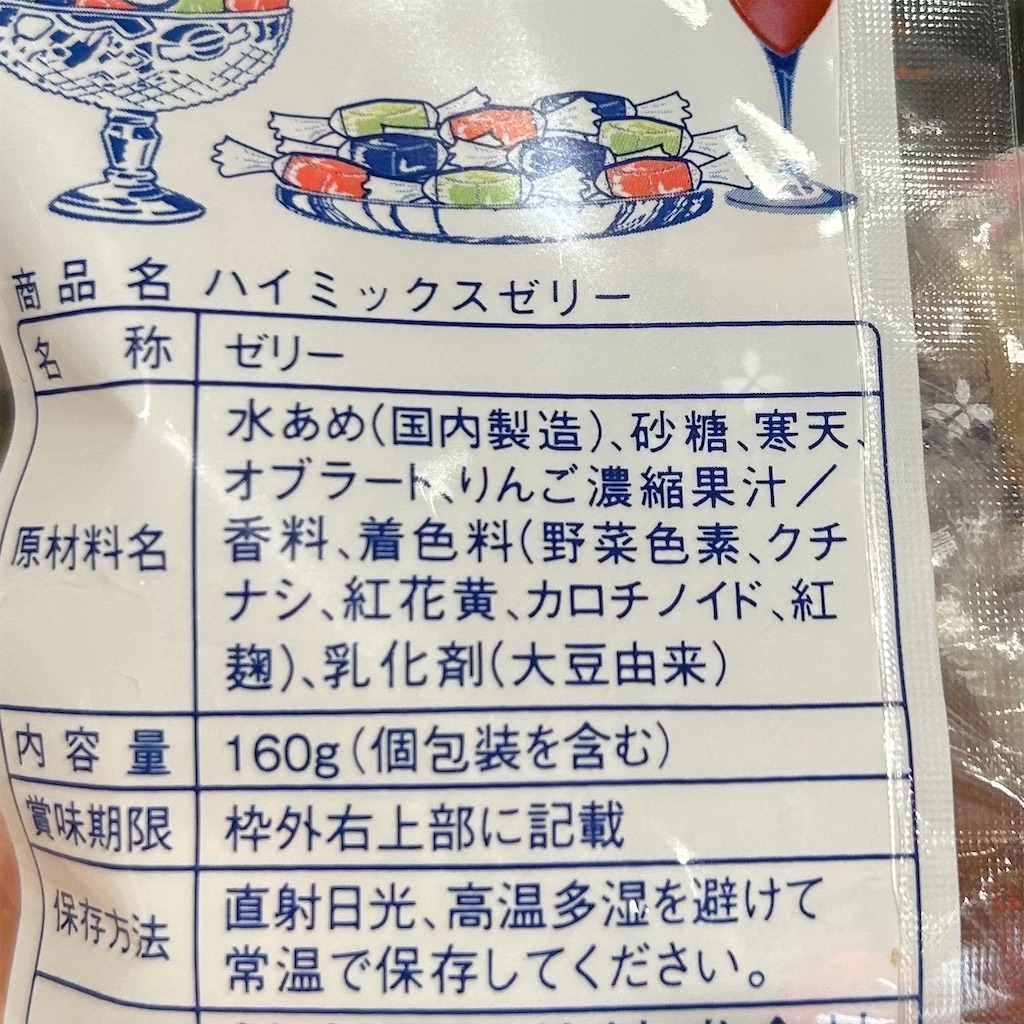 商品名 ハイミックスゼリー
名称 ゼリー
原材料名 水あめ(国内製造)、砂糖、寒天、
オブラート、りんご濃縮果汁／
香料、着色料(野菜色素、クチ
ナシ、紅花黄、カロチノイド、紅
麹)、乳化剤(大豆由来)
内容量 160g(個包装を含む)
賞味期限 枠外右上部に記載
保存方法 直射日光、高温多湿を避けて
常温で保存してください。